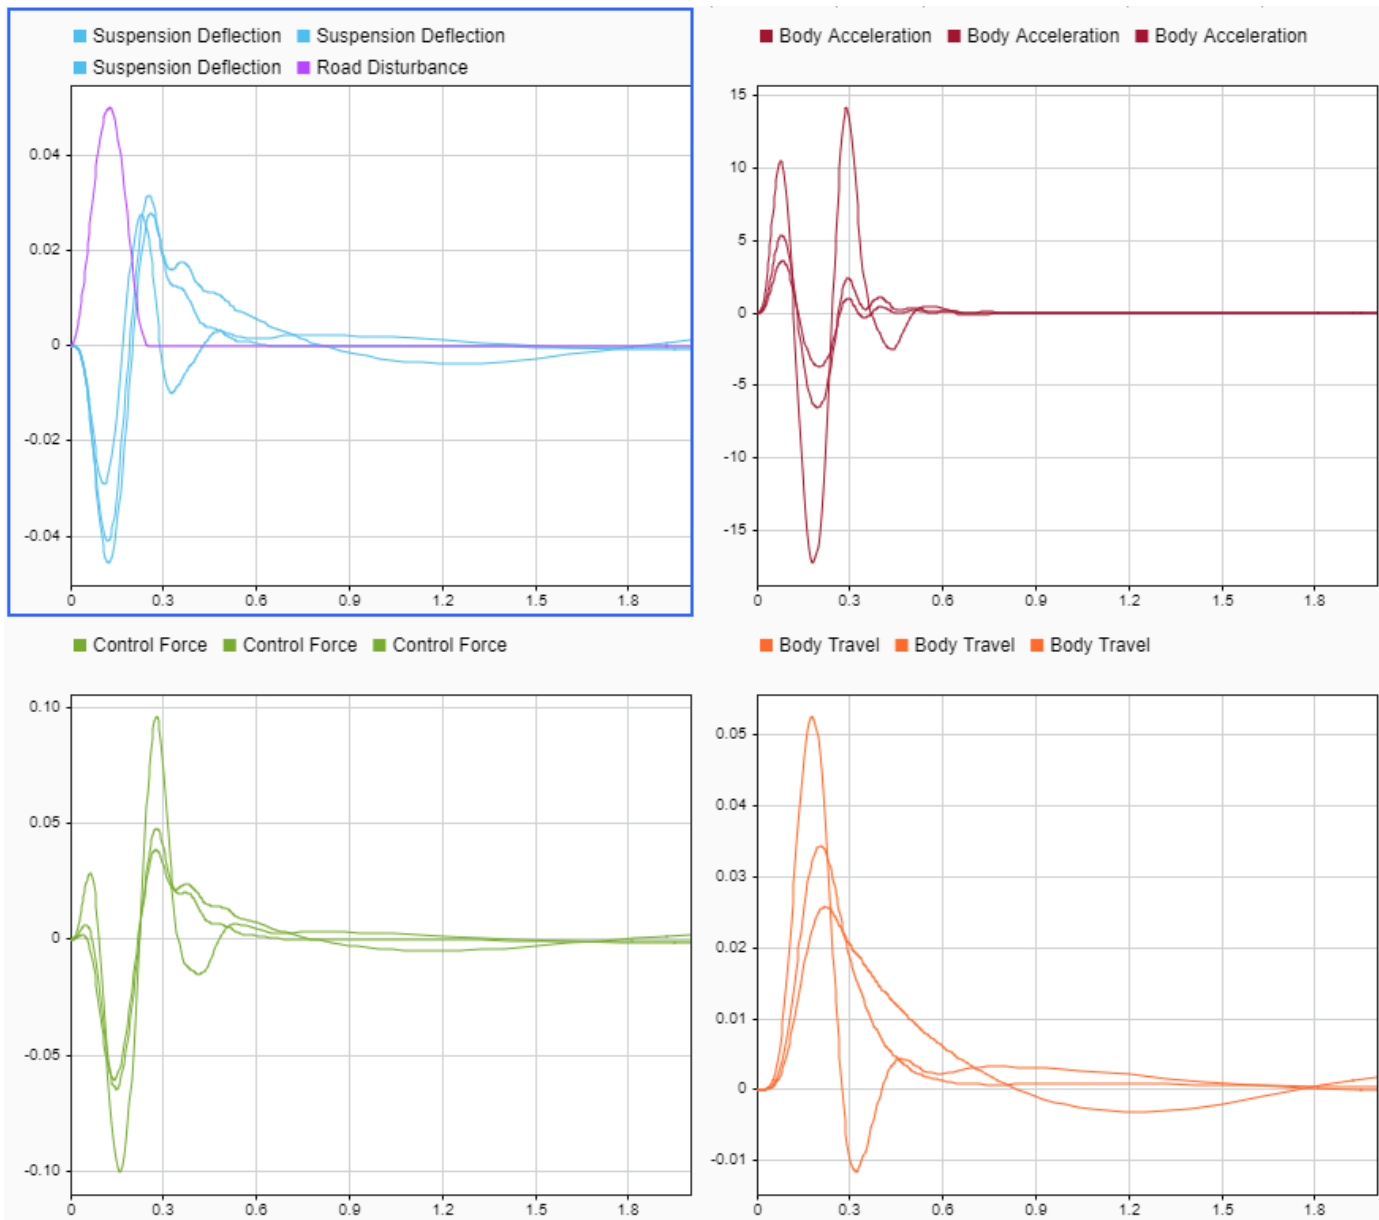 Suspension Deflection Suspension Deflection
Suspension Deflection Road Disturbance
0.04
0.02
0
-0.02
-0.04
0 0.3 0.6 0.9 1.2 1.5 1.8
Body Acceleration Body Acceleration Body Acceleration
15
10
5
0
-5
-10
-15
0 0.3 0.6 0.9 1.2 1.5 1.8
Control Force Control Force Control Force
0.10
0.05
0
-0.05
-0.10
0 0.3 0.6 0.9 1.2 1.5 1.8
Body Travel Body Travel Body Travel
0.05
0.04
0.03
0.02
0.01
0
-0.01
0 0.3 0.6 0.9 1.2 1.5 1.8